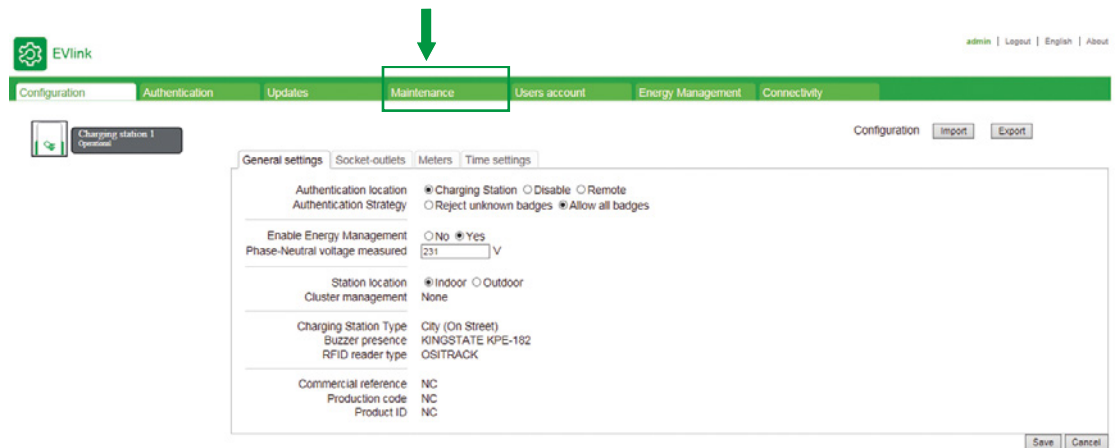 admin | Logout | English | About
EVlink
Configuration Authentication Updates Maintenance Users account Energy Management Connectivity
Charging station 1
Operational
Configuration Import Export
General settings Socket-outlets Meters Time settings
Authentication location Charging Station Disable Remote
Authentication Strategy Reject unknown badges Allow all badges
Enable Energy Management No Yes
Phase-Neutral voltage measured 231 V
Station location Indoor Outdoor
Cluster management None
Charging Station Type City (On Street)
Buzzer presence KINGSTATE KPE-182
RFID reader type OSITRACK
Commercial reference NC
Production code NC
Product ID NC
Save Cancel